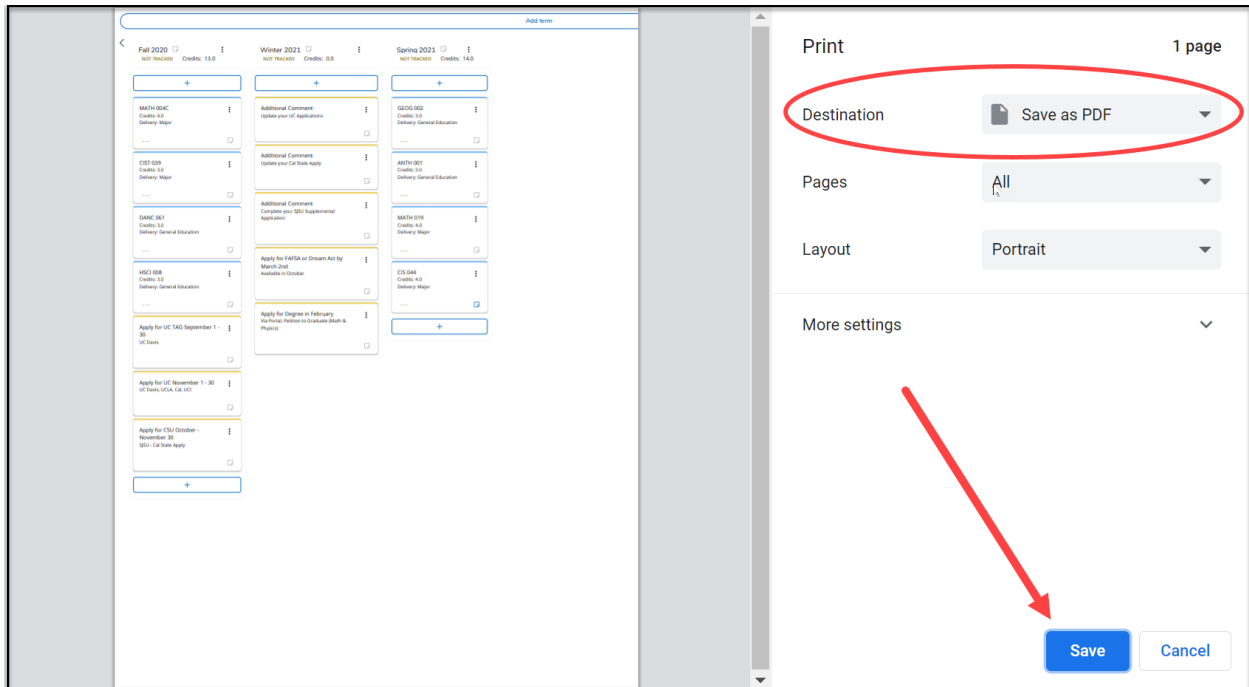 Add term
Fall 2020
NOT TRACKED Credits: 13.0
+
MATH 004C
Credits: 4.0
Delivery: Major
...
CIST 039
Credits: 3.0
Delivery: Major
...
DANC 061
Credits: 3.0
Delivery: General Education
...
HSCI 008
Credits: 3.0
Delivery: General Education
...
Apply for UC TAG September 1 -
30
UC Davis
Apply for UC November 1 - 30
UC Davis, UCLA, Cal, UCI
Apply for CSU October -
November 30
SJSU - Cal State Apply
+
Winter 2021
NOT TRACKED Credits: 0.0
+
Additional Comment
Update your UC Applications
Additional Comment
Update your Cal State Apply
Additional Comment
Complete your SJSU Supplemental
Application
Apply for FAFSA or Dream Act by
March 2nd
Available in October
Apply for Degree in February
Via Portal, Petition to Graduate (Math &
Physics)
Spring 2021
NOT TRACKED Credits: 14.0
+
GEOG 002
Credits: 3.0
Delivery: General Education
...
ANTH 001
Credits: 3.0
Delivery: General Education
...
MATH 019
Credits: 4.0
Delivery: Major
...
CIS 044
Credits: 4.0
Delivery: Major
...
+
Print 1 page
Destination Save as PDF
Pages All
Layout Portrait
More settings
Save Cancel